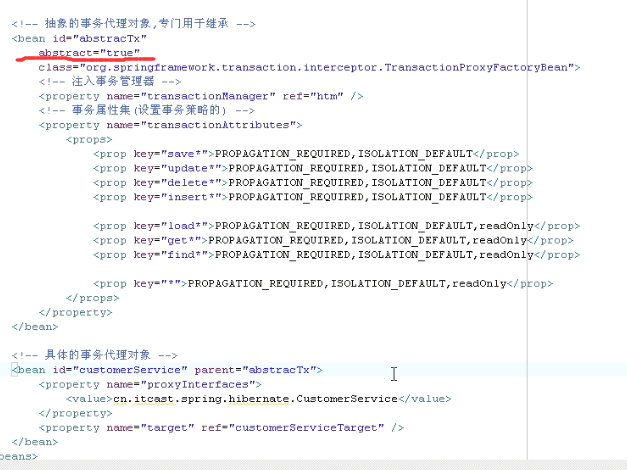 <!-- 抽象的事务代理对象,专门用于继承 -->
<bean id="abstracTx"
abstract="true"
class="org.springframework.transaction.interceptor.TransactionProxyFactoryBean">
<!-- 注入事务管理器 -->
<property name="transactionManager" ref="htm" />
<!-- 事务属性集(设置事务策略的) -->
<property name="transactionAttributes">
<props>
<prop key="save*">PROPAGATION_REQUIRED,ISOLATION_DEFAULT</prop>
<prop key="update*">PROPAGATION_REQUIRED,ISOLATION_DEFAULT</prop>
<prop key="delete*">PROPAGATION_REQUIRED,ISOLATION_DEFAULT</prop>
<prop key="insert*">PROPAGATION_REQUIRED,ISOLATION_DEFAULT</prop>
<prop key="load*">PROPAGATION_REQUIRED,ISOLATION_DEFAULT,readOnly</prop>
<prop key="get*">PROPAGATION_REQUIRED,ISOLATION_DEFAULT,readOnly</prop>
<prop key="find*">PROPAGATION_REQUIRED,ISOLATION_DEFAULT,readOnly</prop>
<prop key="*">PROPAGATION_REQUIRED,ISOLATION_DEFAULT,readOnly</prop>
</props>
</property>
</bean>
<!-- 具体的事务代理对象 -->
<bean id="customerService" parent="abstracTx">
<property name="proxyInterfaces">
<value>cn.itcast.spring.hibernate.CustomerService</value>
</property>
<property name="target" ref="customerServiceTarget" />
</bean>
beans>